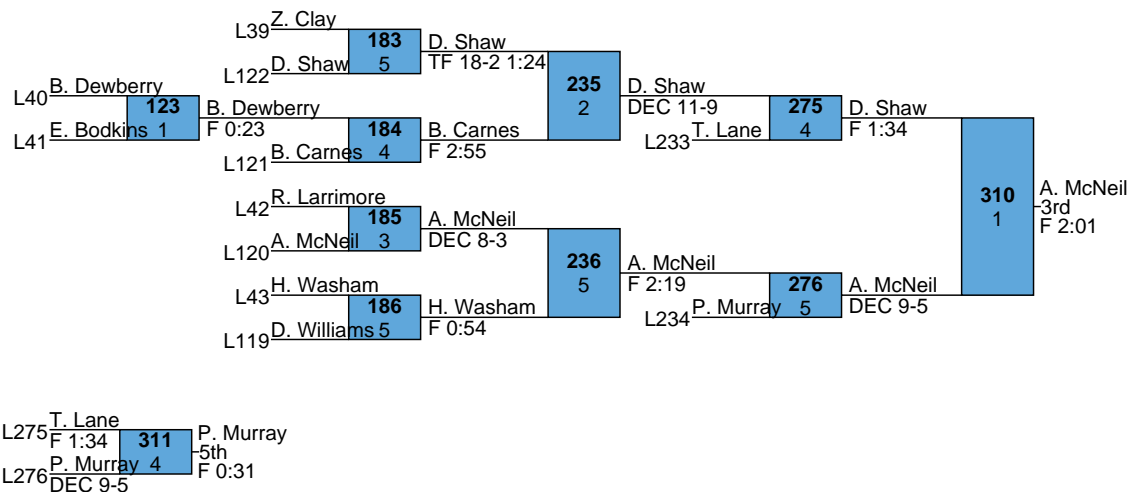 Z. Clay
L39
183
5
D. Shaw
L122
D. Shaw
TF 18-2 1:24
B. Dewberry
L40
123
1
E. Bodkins
L41
B. Dewberry
F 0:23
184
4
B. Carnes
L121
B. Carnes
F 2:55
235
2
D. Shaw
DEC 11-9
275
4
T. Lane
L233
D. Shaw
F 1:34
R. Larrimore
L42
185
3
A. McNeil
L120
A. McNeil
DEC 8-3
H. Washam
L43
186
5
D. Williams
L119
H. Washam
F 0:54
236
5
A. McNeil
F 2:19
276
5
P. Murray
L234
A. McNeil
DEC 9-5
310
1
A. McNeil
3rd
F 2:01
T. Lane
L275
F 1:34
311
4
P. Murray
L276
DEC 9-5
P. Murray
5th
F 0:31